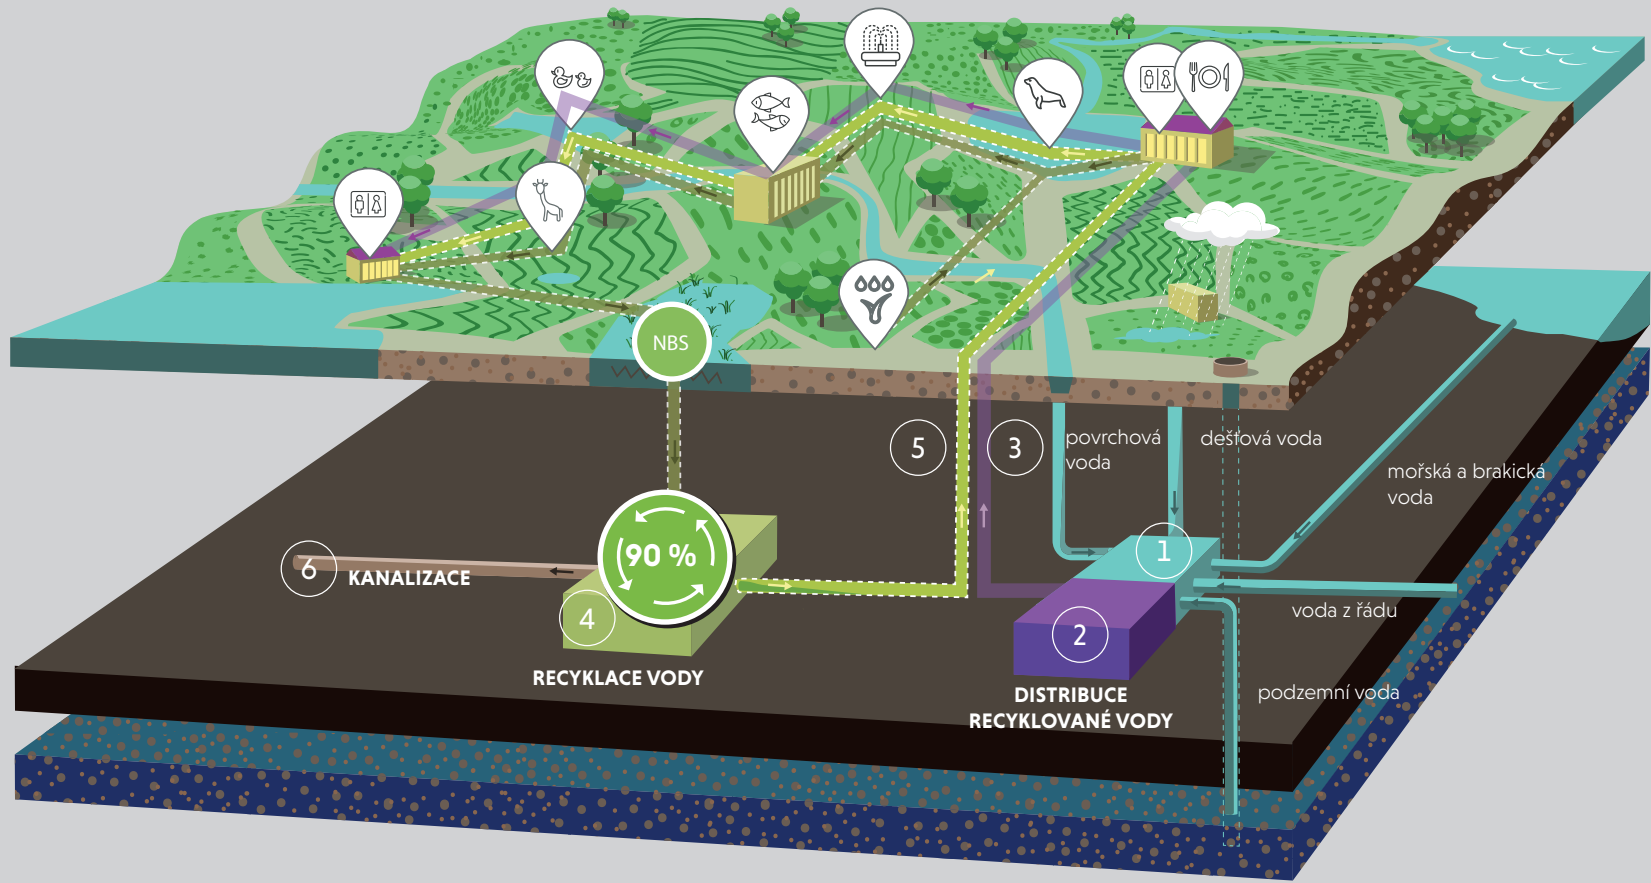 NBS
5
3
povrchová
voda
dešťová voda
mořská a brakická
voda
6
KANALIZACE
90 %
1
4
2
voda z řádu
RECYKLACE VODY
DISTRIBUCE
RECYKLOVANÉ VODY
podzemní voda